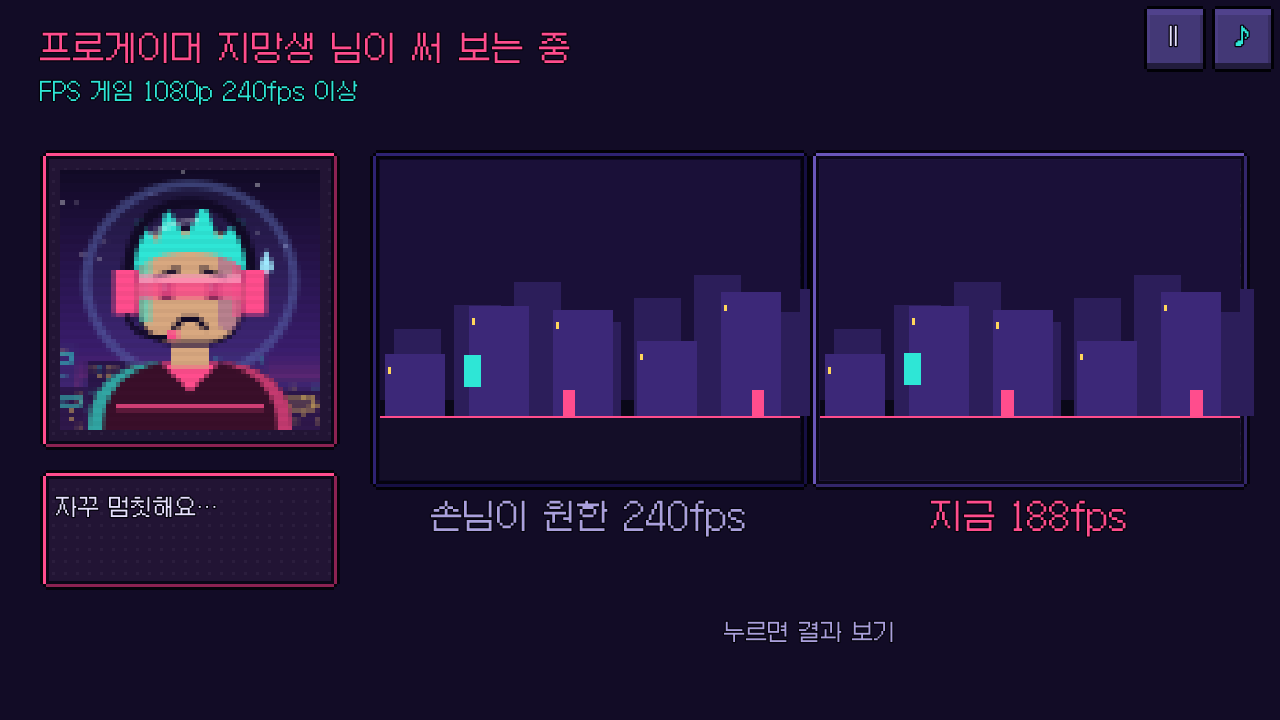 프로게이머 지망생 님이 써 보는 중
FPS 게임 1080p 240fps 이상
자꾸 멈칫해요…
손님이 원한 240fps
지금 188fps
누르면 결과 보기